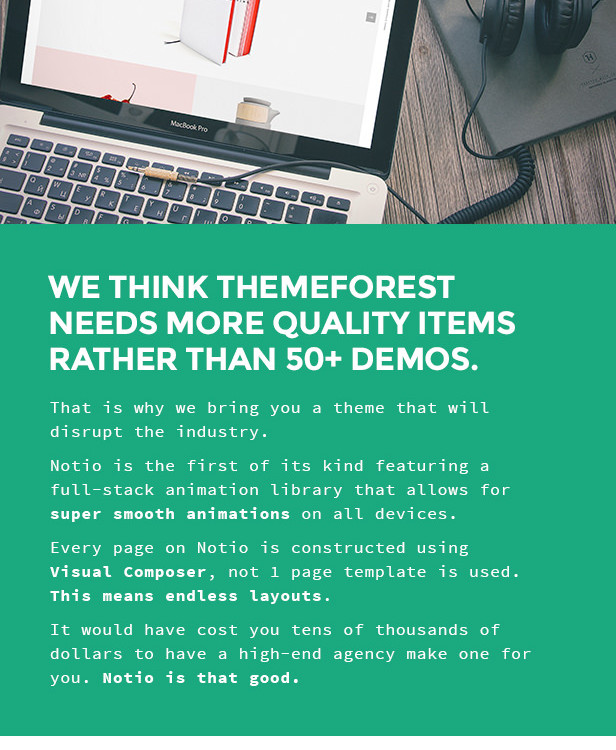 MacBook Pro
WE THINK THEMEFOREST
NEEDS MORE QUALITY ITEMS
RATHER THAN 50+ DEMOS.
That is why we bring you a theme that will
disrupt the industry.
Notio is the first of its kind featuring a
full-stack animation library that allows for
super smooth animations on all devices.
Every page on Notio is constructed using
Visual Composer, not 1 page template is used.
This means endless layouts.
It would have cost you tens of thousands of
dollars to have a high-end agency make one for
you. Notio is that good.